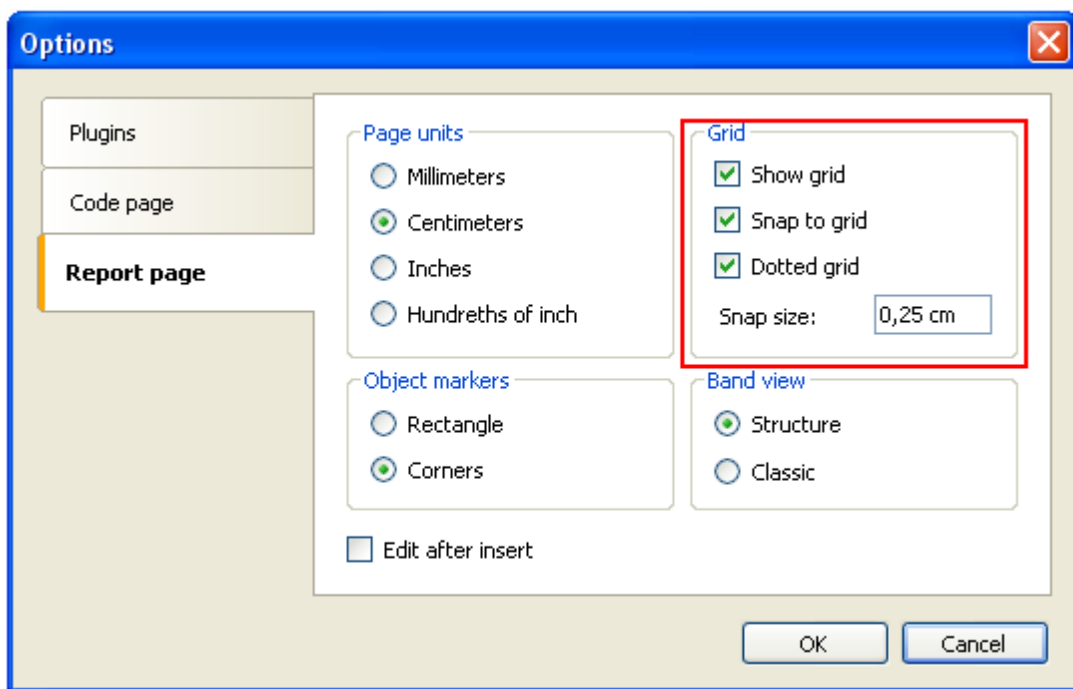 Options
Plugins
Code page
Report page
Page units
Millimeters
Centimeters
Inches
Hundreths of inch
Grid
Show grid
Snap to grid
Dotted grid
Snap size: 0,25 cm
Object markers
Rectangle
Corners
Band view
Structure
Classic
Edit after insert
OK Cancel